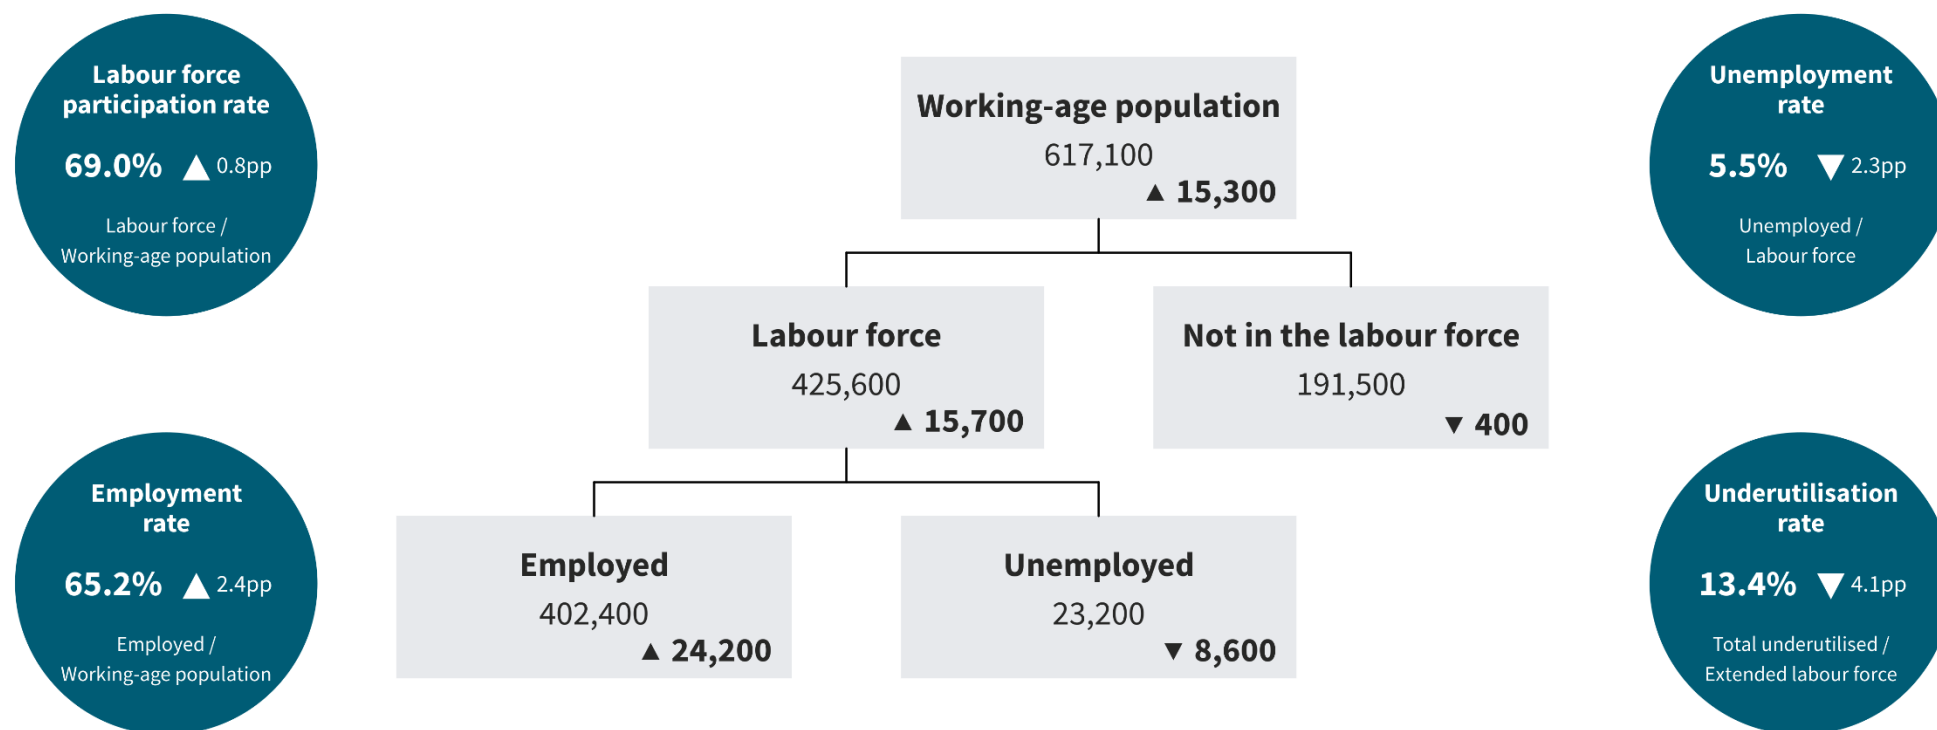 Labour force
participation rate
69.0% ▲ 0.8pp
Labour force /
Working-age population
Employment
rate
65.2% ▲ 2.4pp
Employed /
Working-age population
Working-age population
617,100
▲ 15,300
Labour force
425,600
▲ 15,700
Not in the labour force
191,500
▼ 400
Employed
402,400
▲ 24,200
Unemployed
23,200
▼ 8,600
Unemployment
rate
5.5% ▼ 2.3pp
Unemployed /
Labour force
Underutilisation
rate
13.4% ▼ 4.1pp
Total underutilised /
Extended labour force